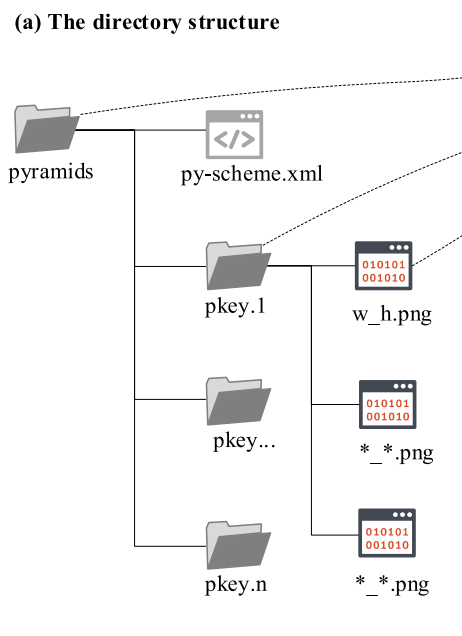 (a) The directory structure
pyramids
</>
py-scheme.xml
pkey.1
010101
001010
w_h.png
pkey...
010101
001010
*_*.png
pkey.n
010101
001010
*_*.png